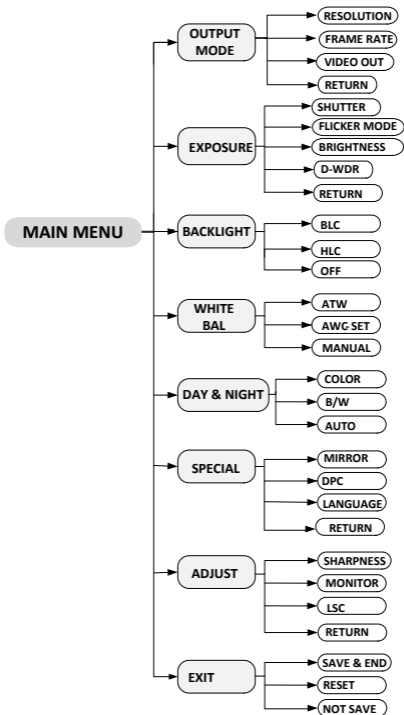 MAIN MENU
OUTPUT
MODE
RESOLUTION
FRAME RATE
VIDEO OUT
RETURN
EXPOSURE
SHUTTER
FLICKER MODE
BRIGHTNESS
D-WDR
RETURN
BACKLIGHT
BLC
HLC
OFF
WHITE
BAL
ATW
AWC SET
MANUAL
DAY & NIGHT
COLOR
B/W
AUTO
SPECIAL
MIRROR
DPC
LANGUAGE
RETURN
ADJUST
SHARPNESS
MONITOR
LSC
RETURN
EXIT
SAVE & END
RESET
NOT SAVE